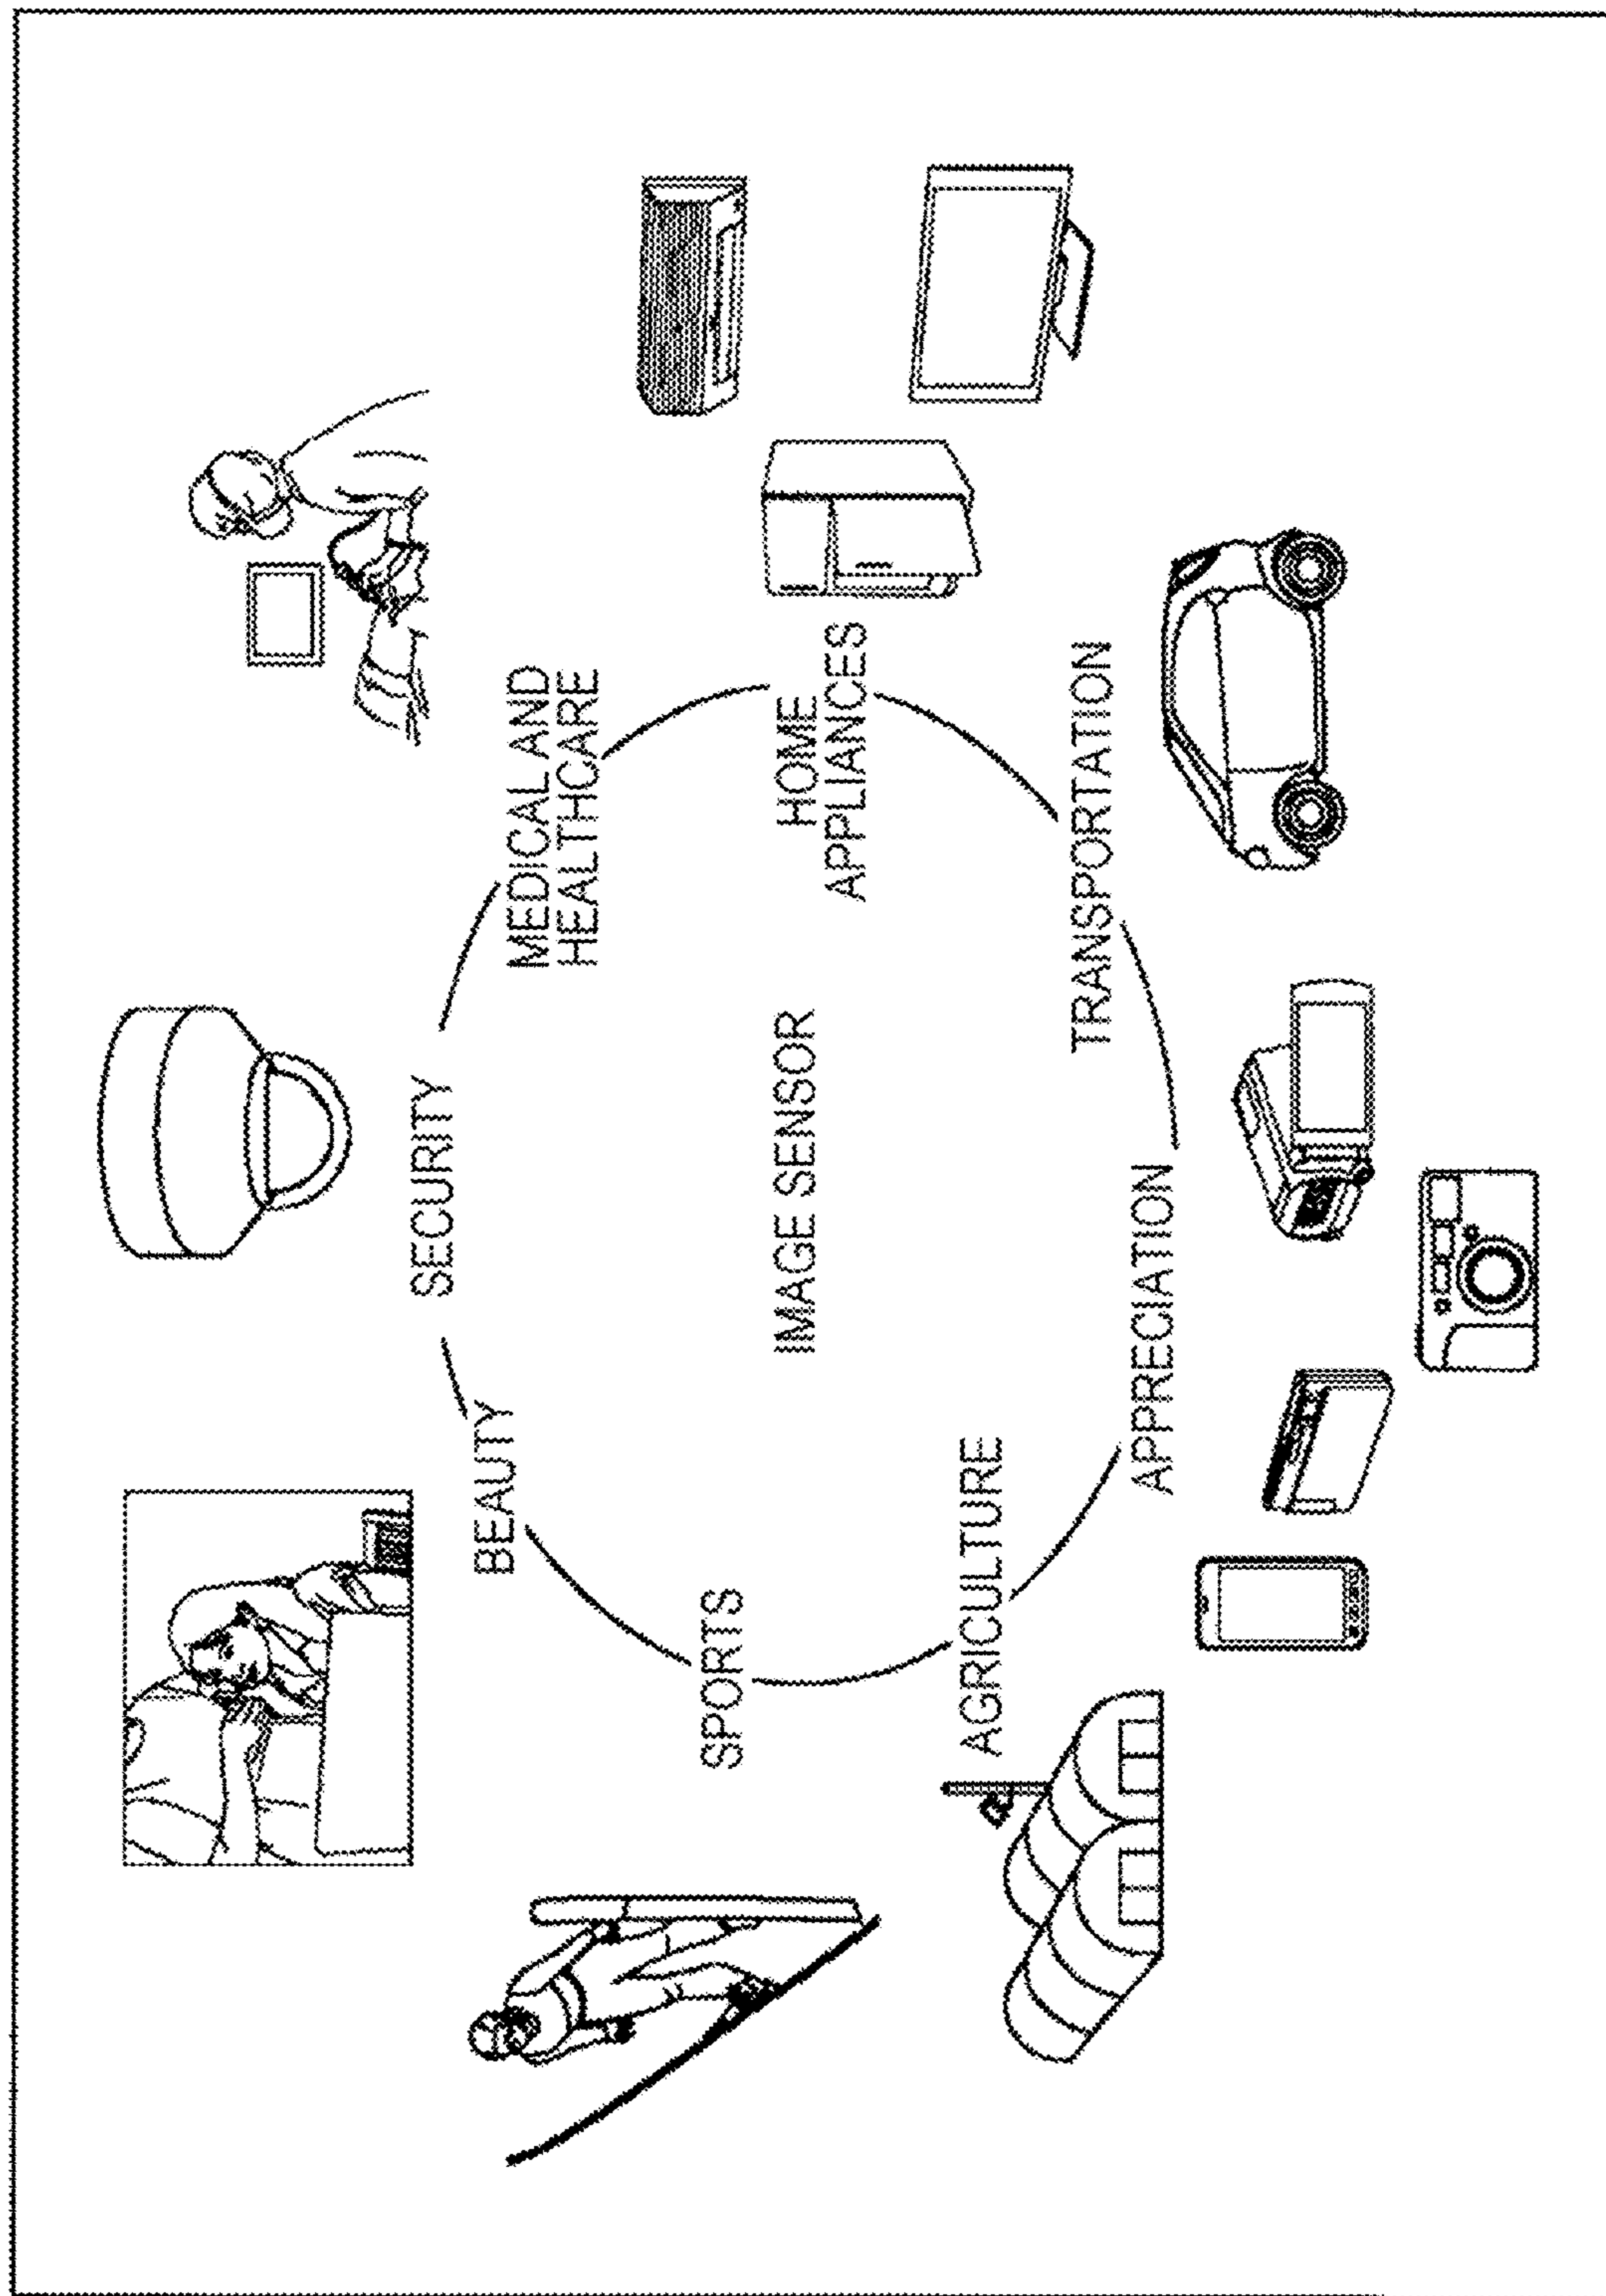 SECURITY
BEAUTY
MEDICAL AND
HEALTHCARE
SPORTS
IMAGE SENSOR
HOME
APPLIANCES
AGRICULTURE
TRANSPORTATION
APPRECIATION